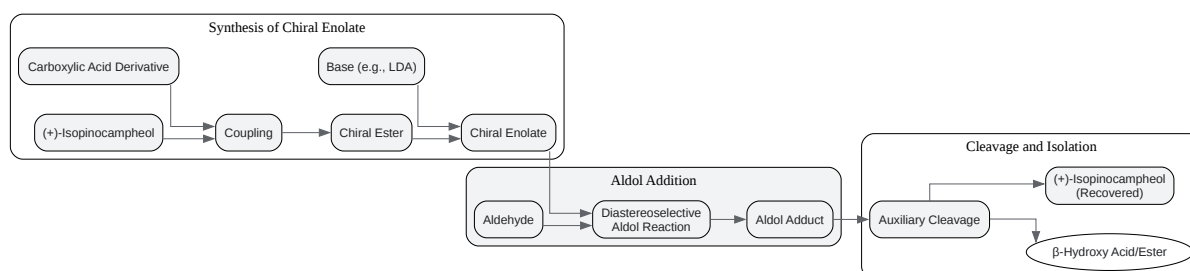 Synthesis of Chiral Enolate
Carboxylic Acid Derivative
Base (e.g., LDA)
(+)-Isopinocampheol
Coupling
Chiral Ester
Chiral Enolate
Aldol Addition
Aldehyde
Diastereoselective
Aldol Reaction
Aldol Adduct
Cleavage and Isolation
Auxiliary Cleavage
(+)-Isopinocampheol
(Recovered)
β-Hydroxy Acid/Ester